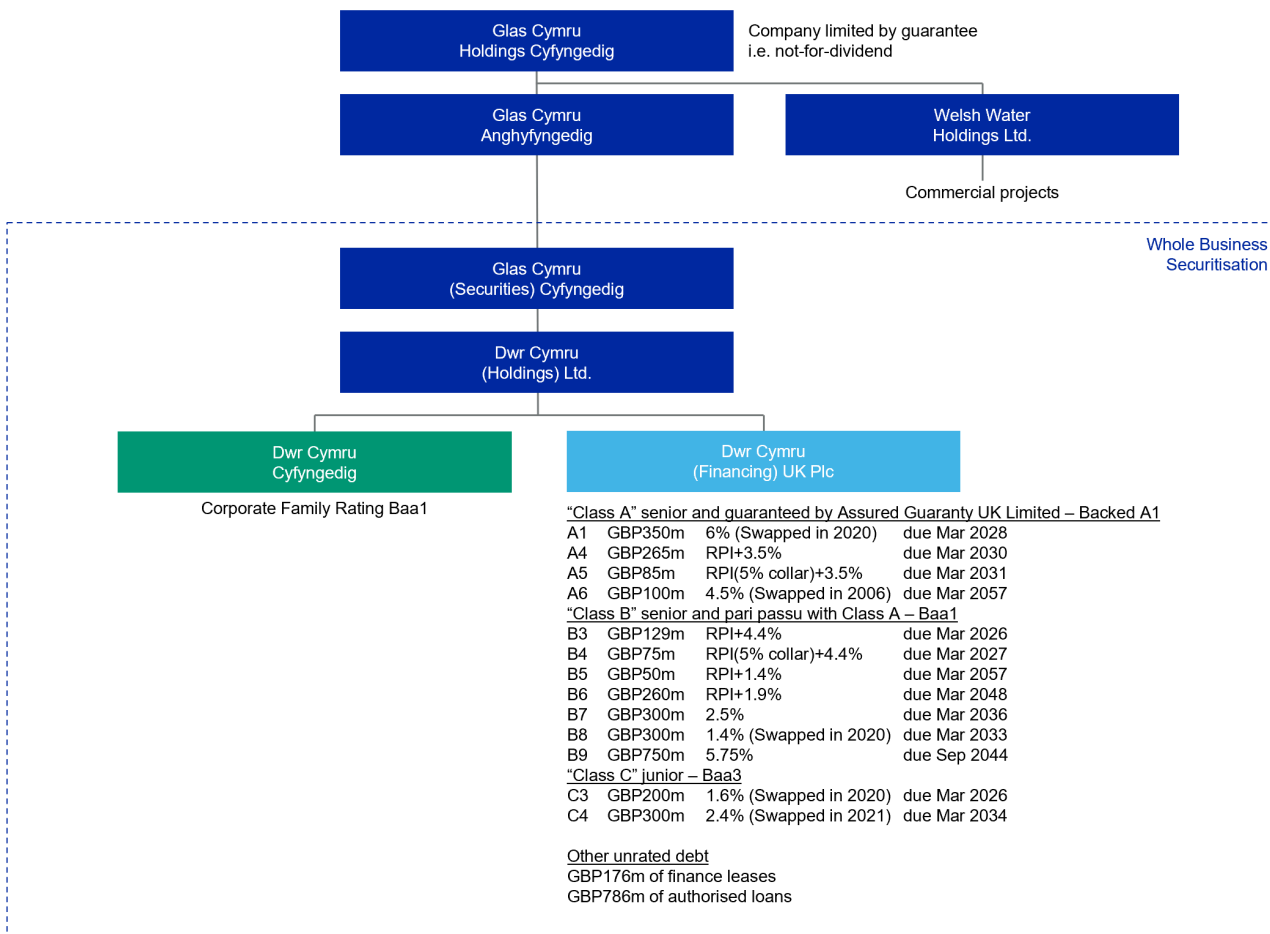 Glas Cymru
Holdings Cyfyngedig
Company limited by guarantee
i.e. not-for-dividend
Glas Cymru
Anghyfyngedig
Welsh Water
Holdings Ltd.
Commercial projects
Whole Business
Securitisation
Glas Cymru
(Securities) Cyfyngedig
Dwr Cymru
(Holdings) Ltd.
Dwr Cymru
Cyfyngedig
Corporate Family Rating Baa1
Dwr Cymru
(Financing) UK Plc
“Class A” senior and guaranteed by Assured Guaranty UK Limited – Backed A1
A1 GBP350m 6% (Swapped in 2020) due Mar 2028
A4 GBP265m RPI+3.5% due Mar 2030
A5 GBP85m RPI(5% collar)+3.5% due Mar 2031
A6 GBP100m 4.5% (Swapped in 2006) due Mar 2057
“Class B” senior and pari passu with Class A – Baa1
B3 GBP129m RPI+4.4% due Mar 2026
B4 GBP75m RPI(5% collar)+4.4% due Mar 2027
B5 GBP50m RPI+1.4% due Mar 2057
B6 GBP260m RPI+1.9% due Mar 2048
B7 GBP300m 2.5% due Mar 2036
B8 GBP300m 1.4% (Swapped in 2020) due Mar 2033
B9 GBP750m 5.75% due Sep 2044
“Class C” junior – Baa3
C3 GBP200m 1.6% (Swapped in 2020) due Mar 2026
C4 GBP300m 2.4% (Swapped in 2021) due Mar 2034
Other unrated debt
GBP176m of finance leases
GBP786m of authorised loans